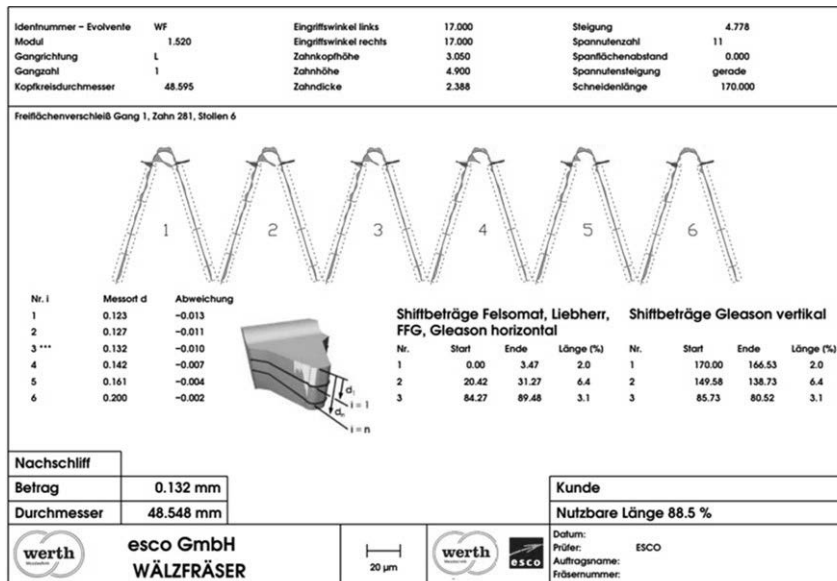 Identnummer – Evolvente WF Eingriffswinkel links 17.000 Steigung 4.778
Modul 1.520 Eingriffswinkel rechts 17.000 Spannutenzahl 11
Gangrichtung L Zahnkopfhöhe 3.050 Spanflächenabstand 0.000
Gangzahl 1 Zahnhöhe 4.900 Spannutensteigung gerade
Kopfkreisdurchmesser 48.595 Zahndicke 2.388 Schneidenlänge 170.000
Freiflächenverschleiß Gang 1, Zahn 281, Stollen 6
1 2 3 4 5 6
Nr. i Messort d Abweichung
1 0.123 –0.013
2 0.127 –0.011
3 *** 0.132 –0.010
4 0.142 –0.007
5 0.161 –0.004
6 0.200 –0.002
d1
dn
i = 1
i = n
Shiftbeträge Felsomat, Liebherr,
FFG, Gleason horizontal
Nr. Start Ende Länge (%)
1 0.00 3.47 2.0
2 20.42 31.27 6.4
3 84.27 89.48 3.1
Shiftbeträge Gleason vertikal
Nr. Start Ende Länge (%)
1 170.00 166.53 2.0
2 149.58 138.73 6.4
3 85.73 80.52 3.1
Nachschliff
Betrag 0.132 mm
Durchmesser 48.548 mm
Kunde
Nutzbare Länge 88.5 %
werth
esco GmbH
WÄLZFRÄSER
20 µm
werth
esco
Datum:
Prüfer: ESCO
Auftragsname:
Fräsernummer: